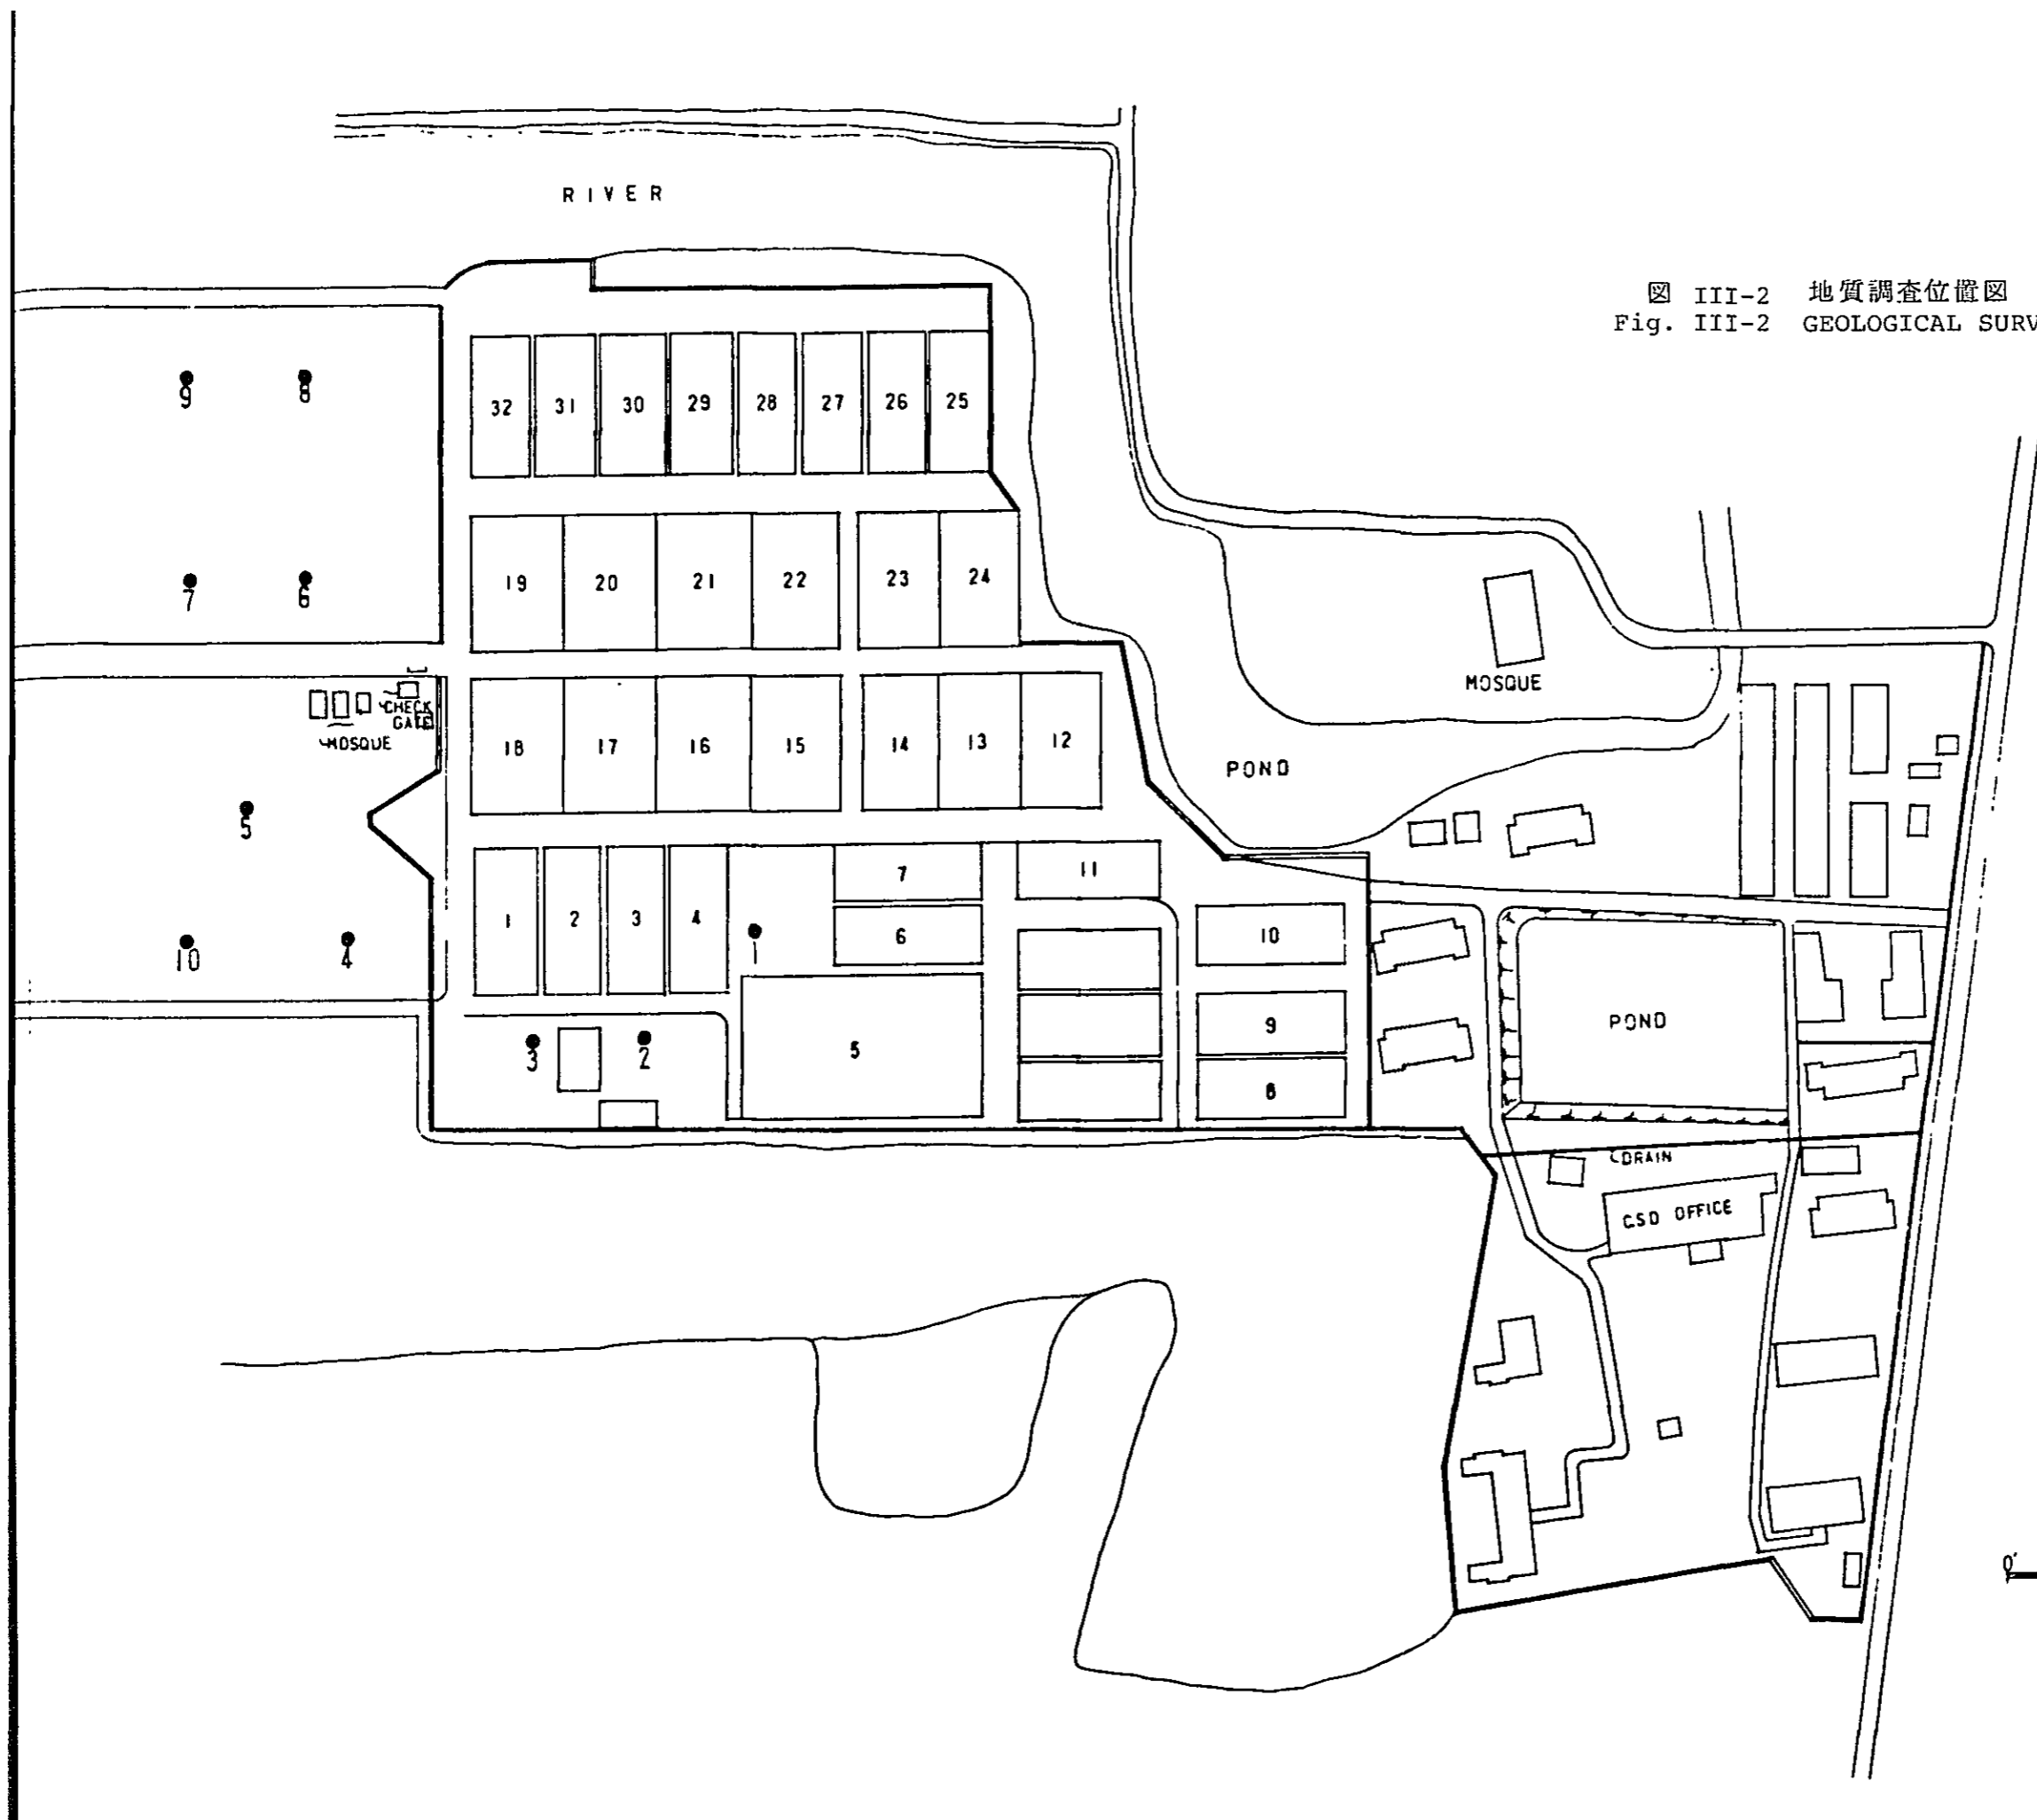 RIVER
図 III-2 地質調査位置図
Fig. III-2 GEOLOGICAL SURV
9
8
32 31 30 29 28 27 26 25
7
6
19 20 21 22 23 24
MOSQUE
CHECK
GATE
MOSQUE
18 17 16 15 14 13 12
POND
5
7
11
1 2 3 4
1
6
10
10
4
3
2
5
9
POND
8
DRAIN
CSD OFFICE
0'